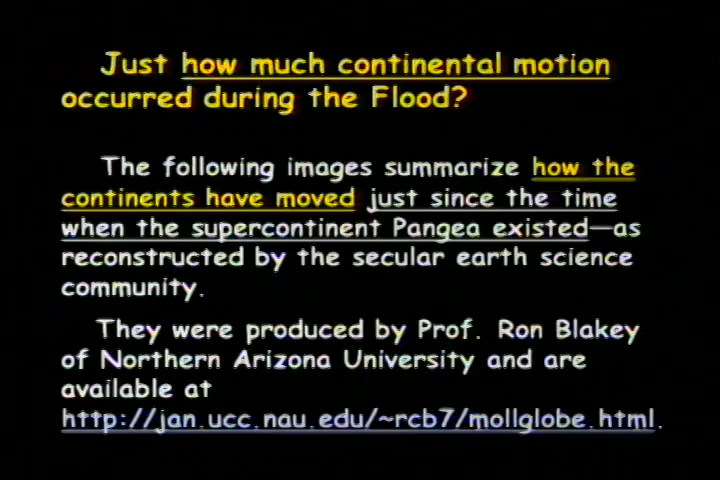 Just how much continental motion
occurred during the Flood?
The following images summarize how the
continents have moved just since the time
when the supercontinent Pangea existed—as
reconstructed by the secular earth science
community.
They were produced by Prof. Ron Blakey
of Northern Arizona University and are
available at
http://jan.ucc.nau.edu/~rcb7/mollglobe.html.